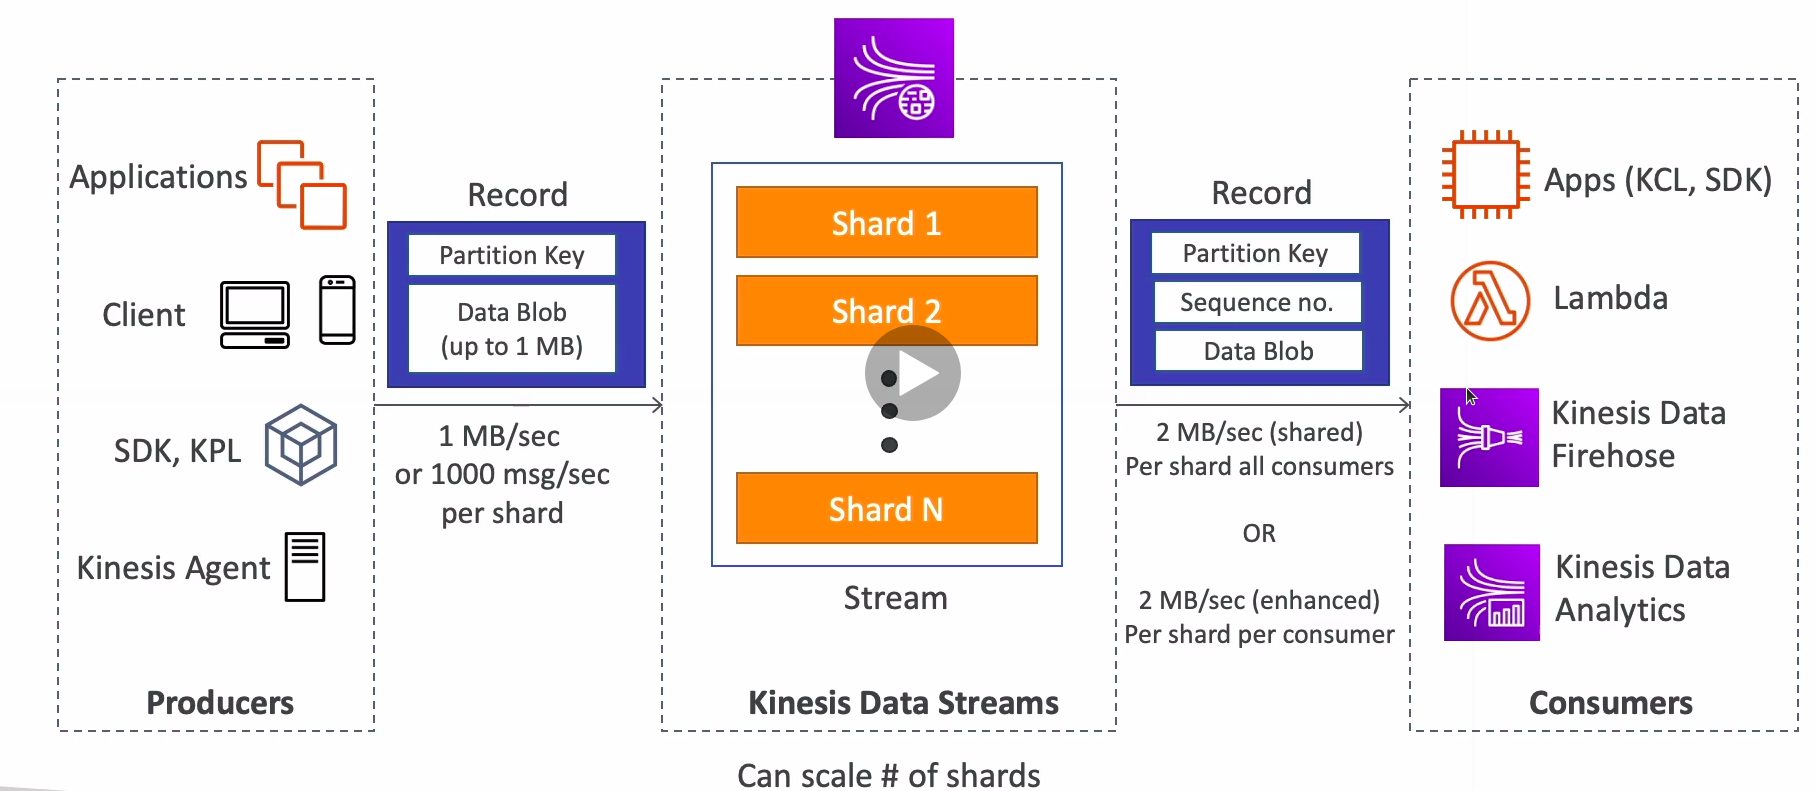 Applications
Client
SDK, KPL
Kinesis Agent
Producers
Record
Partition Key
Data Blob
(up to 1 MB)
1 MB/sec
or 1000 msg/sec
per shard
Shard 1
Shard 2
Shard N
Stream
Kinesis Data Streams
Can scale # of shards
Record
Partition Key
Sequence no.
Data Blob
2 MB/sec (shared)
Per shard all consumers
OR
2 MB/sec (enhanced)
Per shard per consumer
Apps (KCL, SDK)
Lambda
Kinesis Data
Firehose
Kinesis Data
Analytics
Consumers